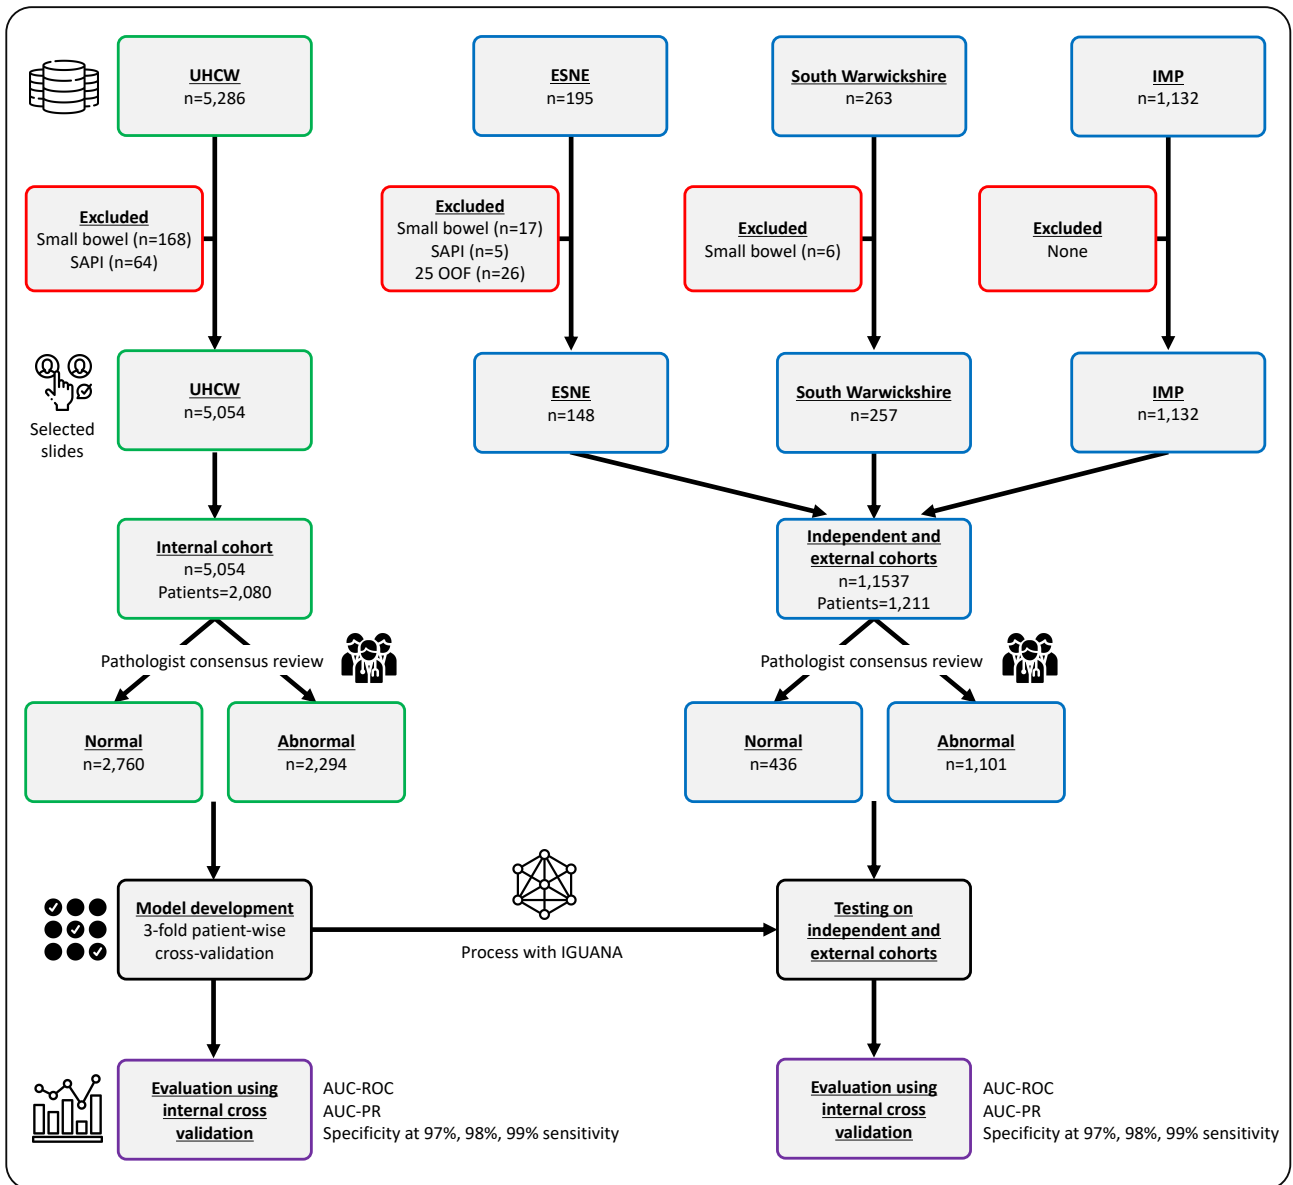 UHCW
n=5,286
ESNE
n=195
South Warwickshire
n=263
IMP
n=1,132
Excluded
Small bowel (n=168)
SAPI (n=64)
Excluded
Small bowel (n=17)
SAPI (n=5)
25 OOF (n=26)
Excluded
Small bowel (n=6)
Excluded
None
Selected
slides
UHCW
n=5,054
ESNE
n=148
South Warwickshire
n=257
IMP
n=1,132
Internal cohort
n=5,054
Patients=2,080
Independent and
external cohorts
n=1,1537
Patients=1,211
Pathologist consensus review
Pathologist consensus review
Normal
n=2,760
Abnormal
n=2,294
Normal
n=436
Abnormal
n=1,101
Model development
3-fold patient-wise
cross-validation
Process with IGUANA
Testing on
independent and
external cohorts
Evaluation using
internal cross
validation
AUC-ROC
AUC-PR
Specificity at 97%, 98%, 99% sensitivity
Evaluation using
internal cross
validation
AUC-ROC
AUC-PR
Specificity at 97%, 98%, 99% sensitivity